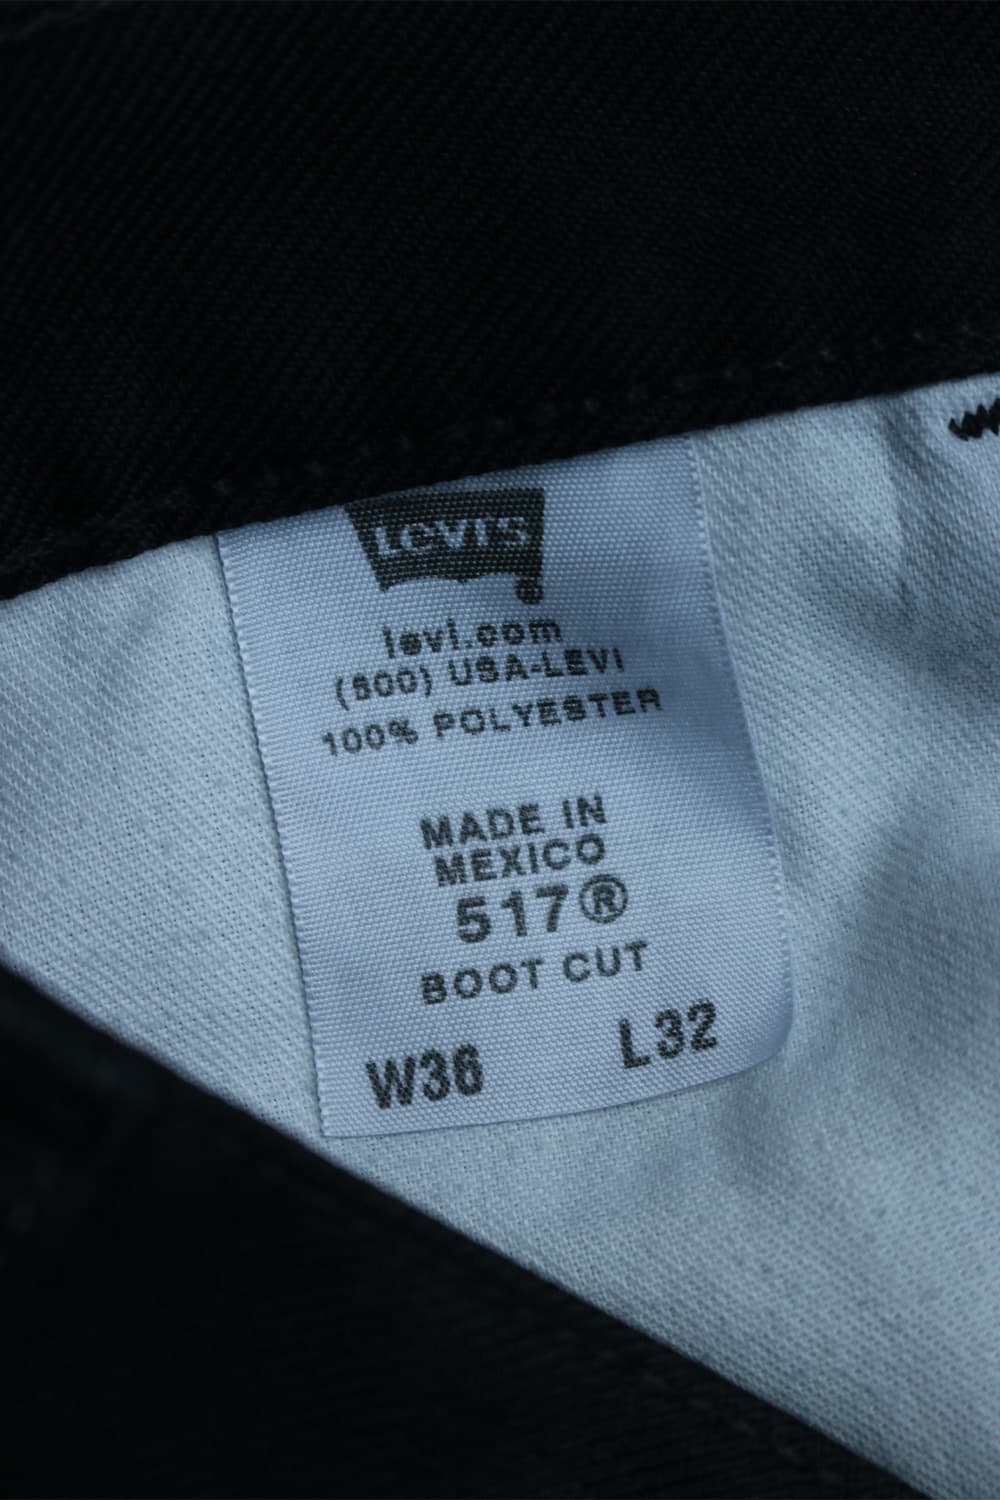 Levi's®
levi.com
(800) USA-LEVI
100% POLYESTER
MADE IN
MEXICO
517®
BOOT CUT
W36 L32